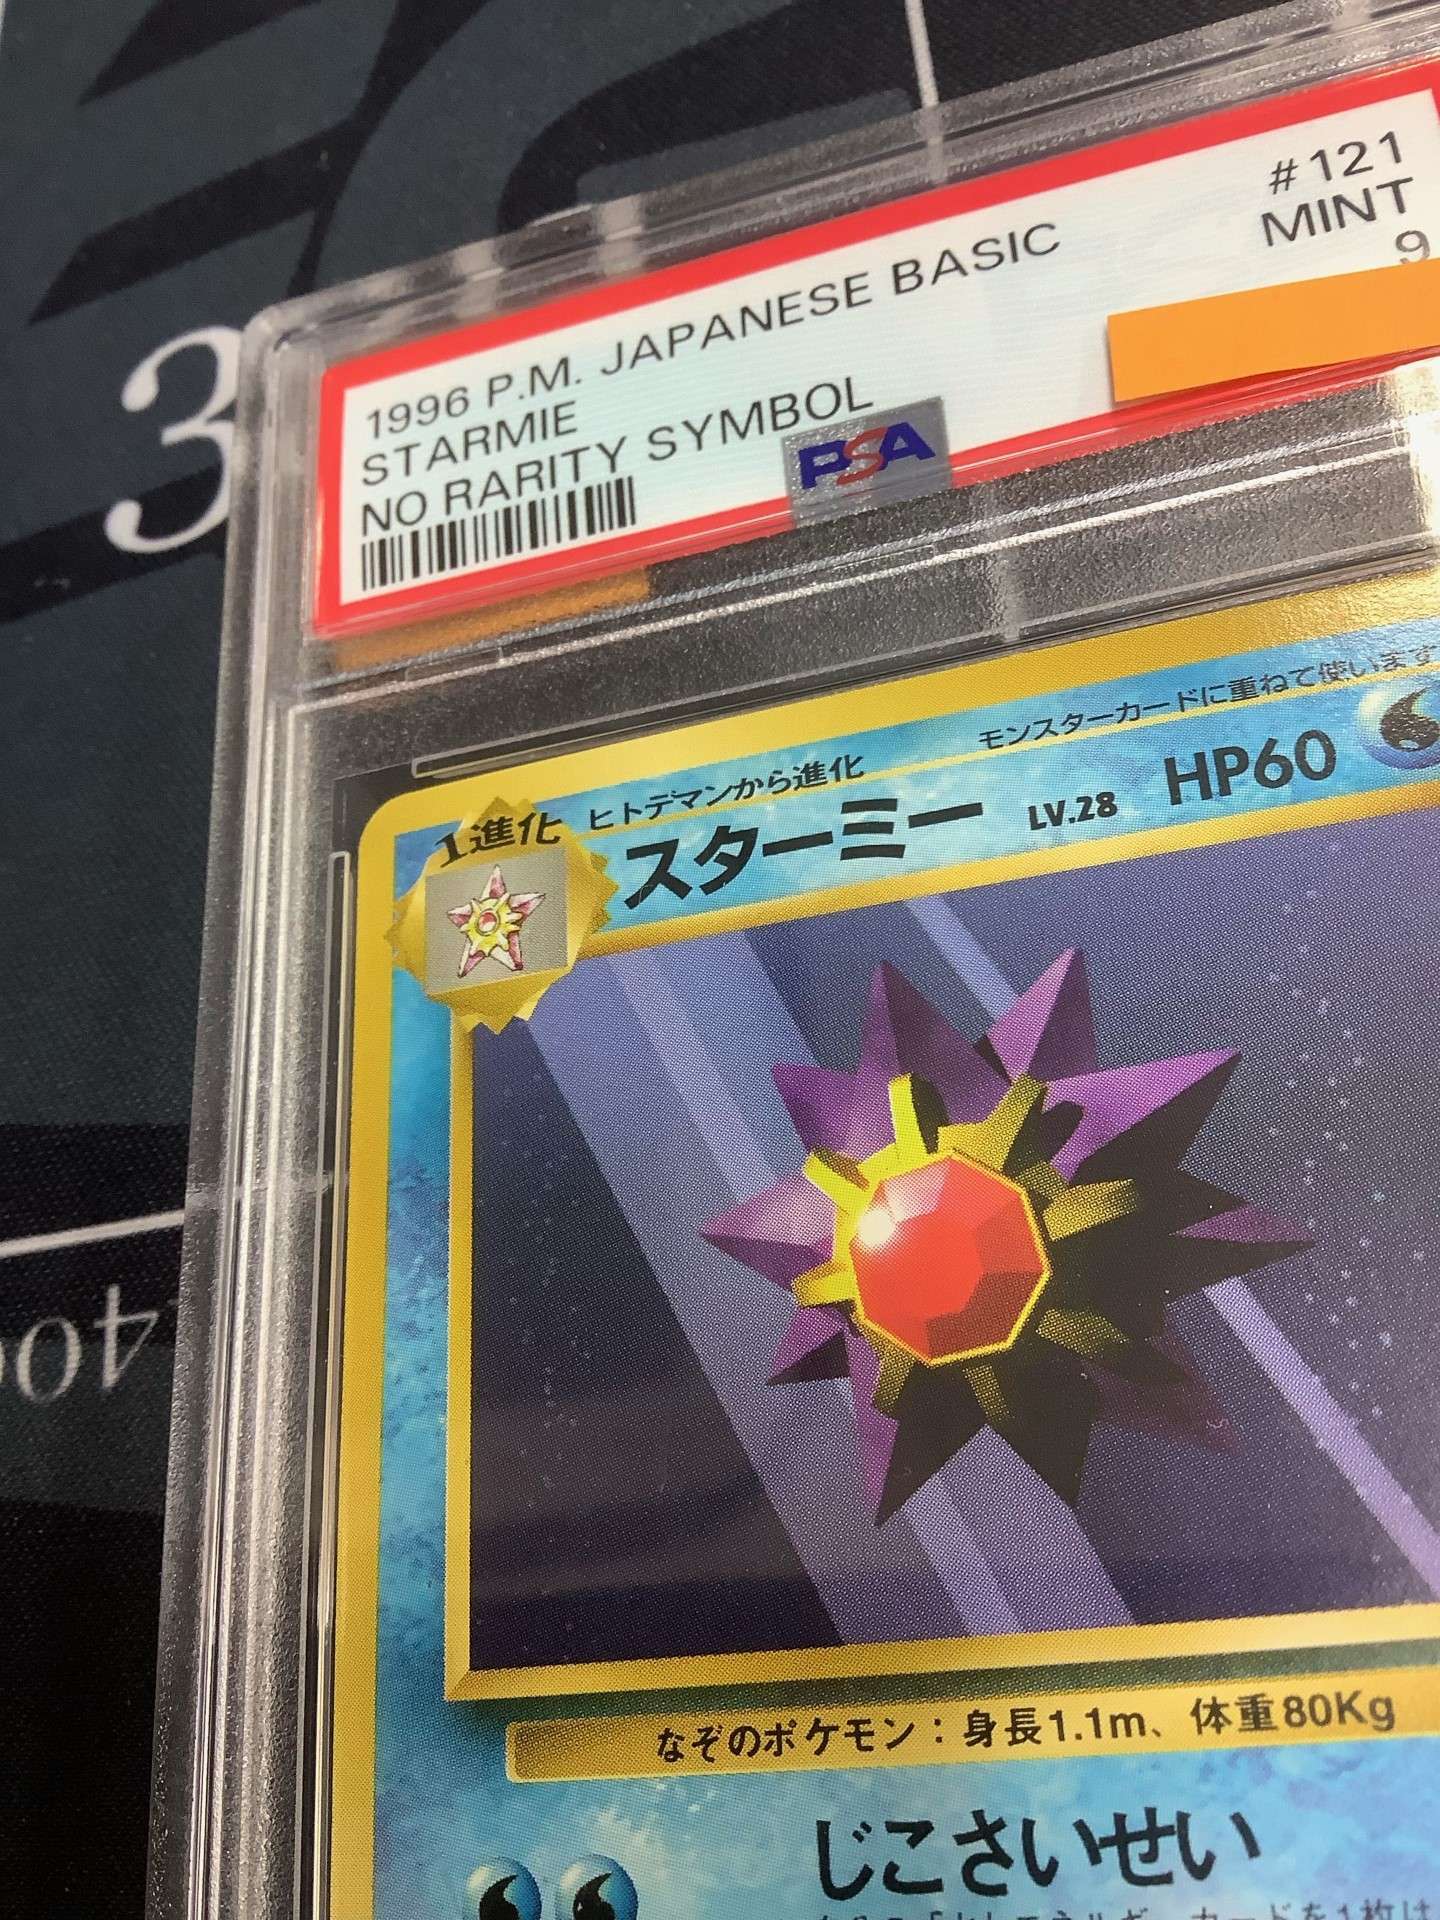 3
400
1996 P.M. JAPANESE BASIC
#121
STARMIE
MINT
NO RARITY SYMBOL
9
PSA
モンスターカードに重ねて使います
1進化
ヒトデマンから進化
スターミー LV.28 HP60
なぞのポケモン：身長1.1m、体重80Kg
じこさいせい